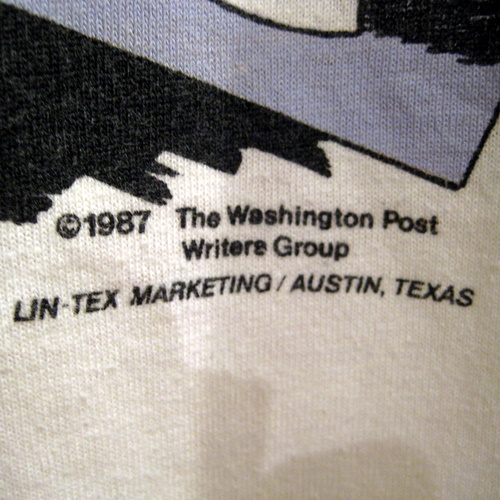 ©1987 The Washington Post
Writers Group
LIN-TEX MARKETING / AUSTIN, TEXAS